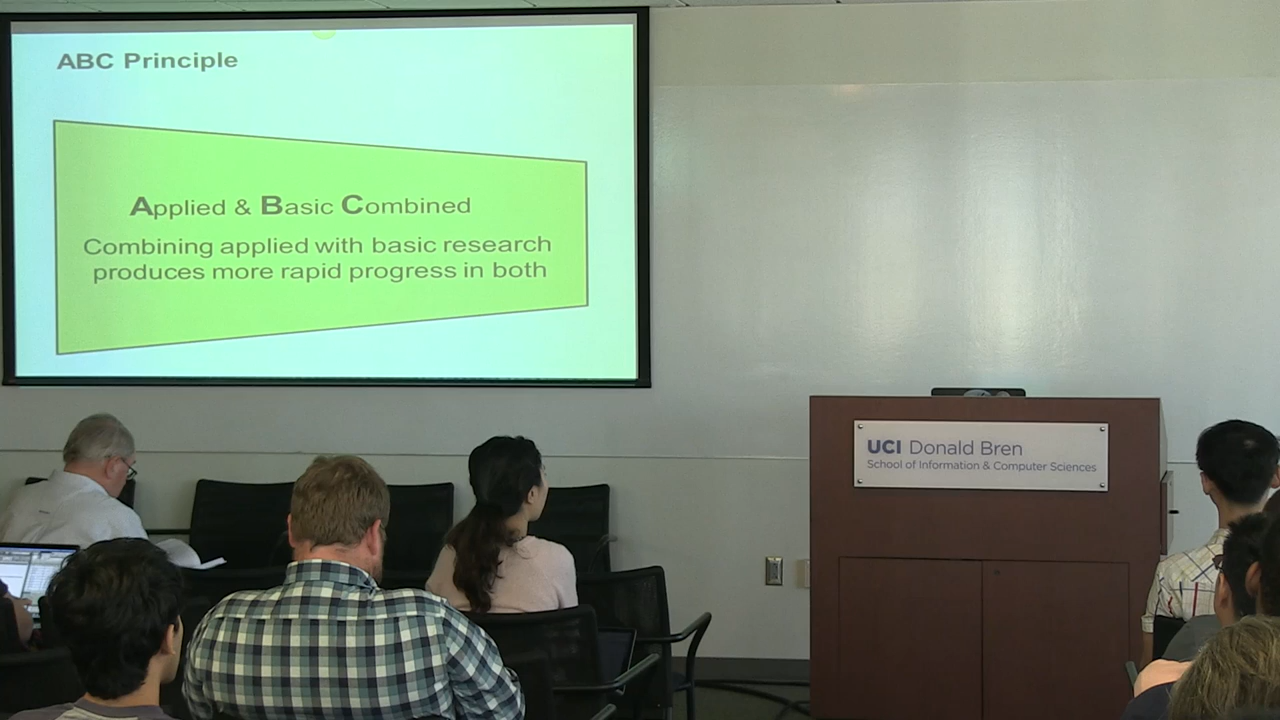 ABC Principle
Applied & Basic Combined
Combining applied with basic research
produces more rapid progress in both
UCI Donald Bren
School of Information & Computer Sciences